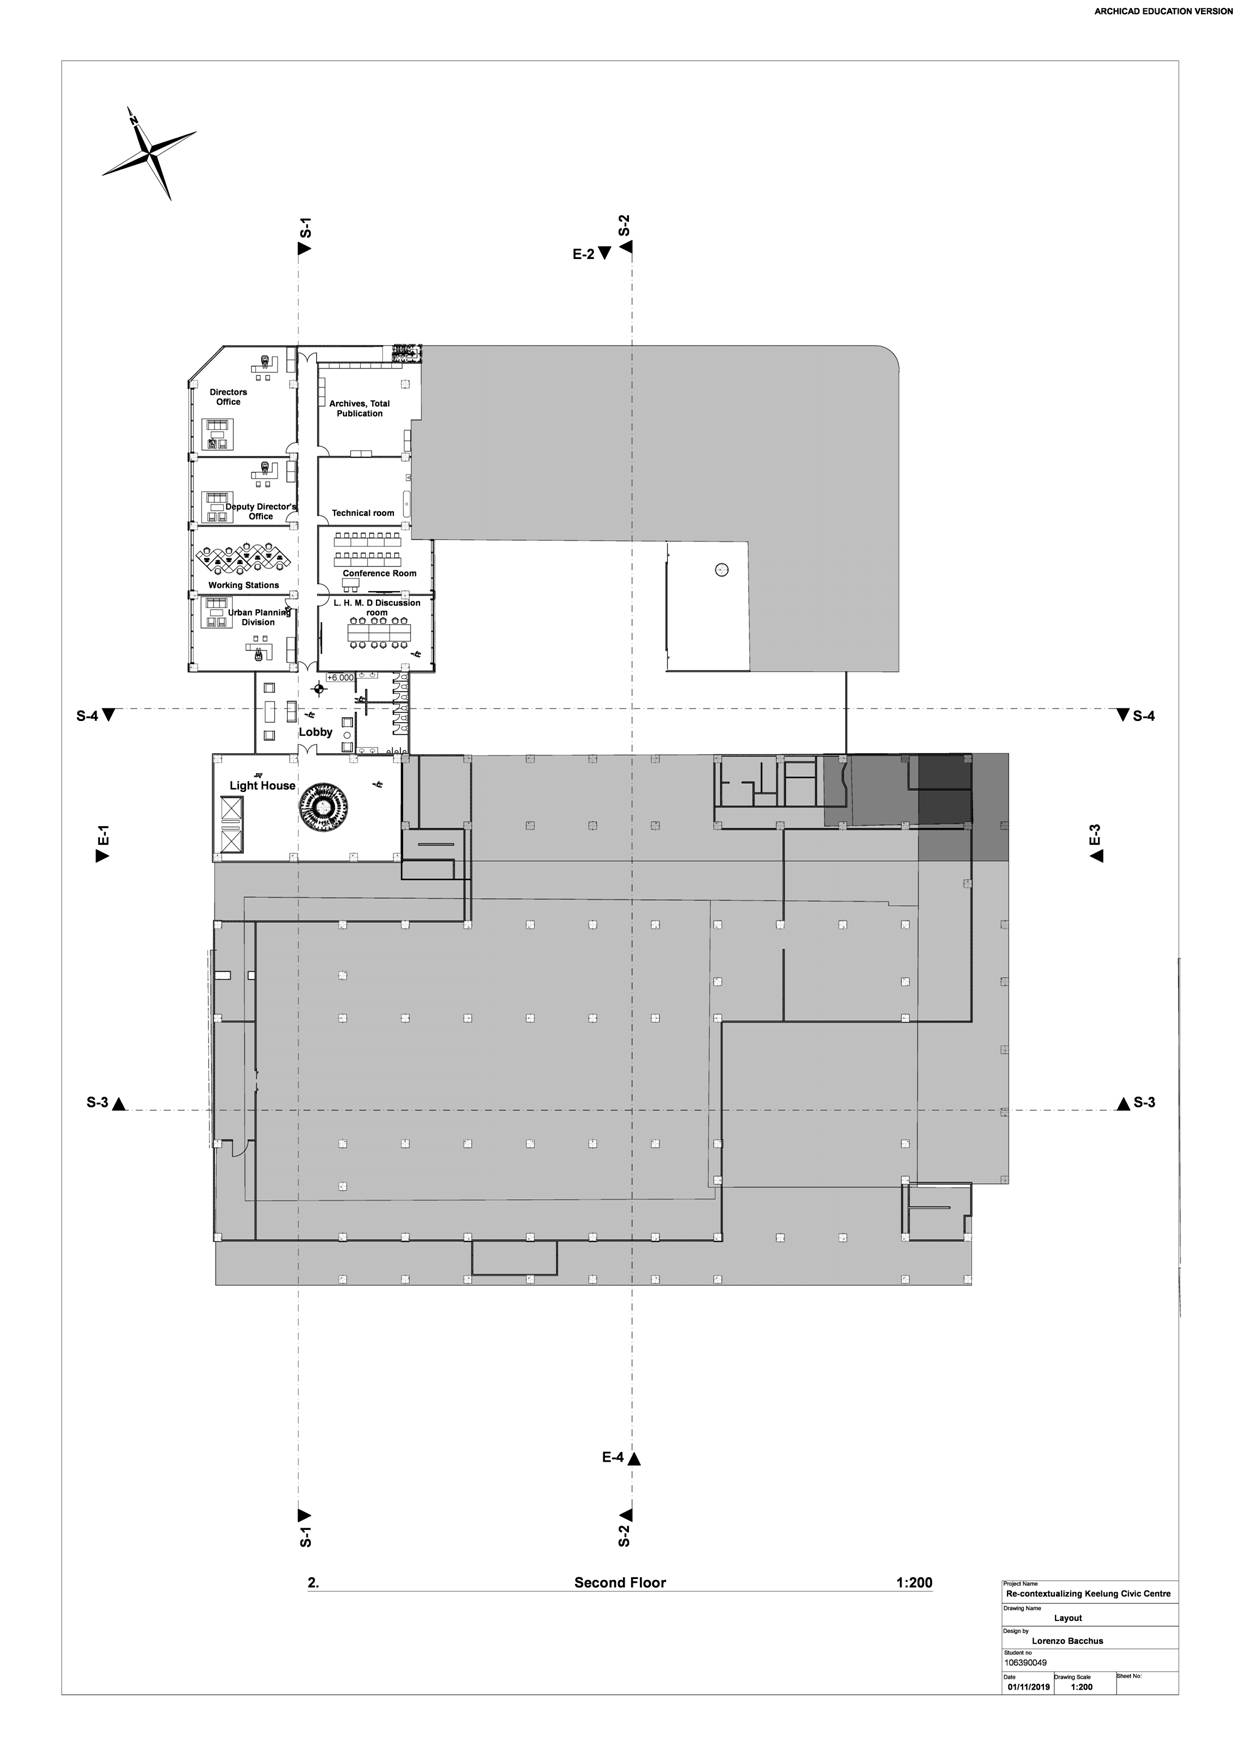 ARCHICAD EDUCATION VERSION
N
S-1
S-2
E-2
Directors
Office
Archives, Total
Publication
Deputy Director's
Office
Technical room
Working Stations
Conference Room
Urban Planning
Division
L. H. M. D Discussion
room
+6.000
S-4
S-4
Lobby
Light House
E-1
E-3
S-3
S-3
E-4
S-1
S-2
2.
Second Floor
1:200
Project Name
Re-contextualizing Keelung Civic Centre
Drawing Name
Layout
Design by
Lorenzo Bacchus
Student no
106390049
Date
Drawing Scale
Sheet No:
01/11/2019
1:200